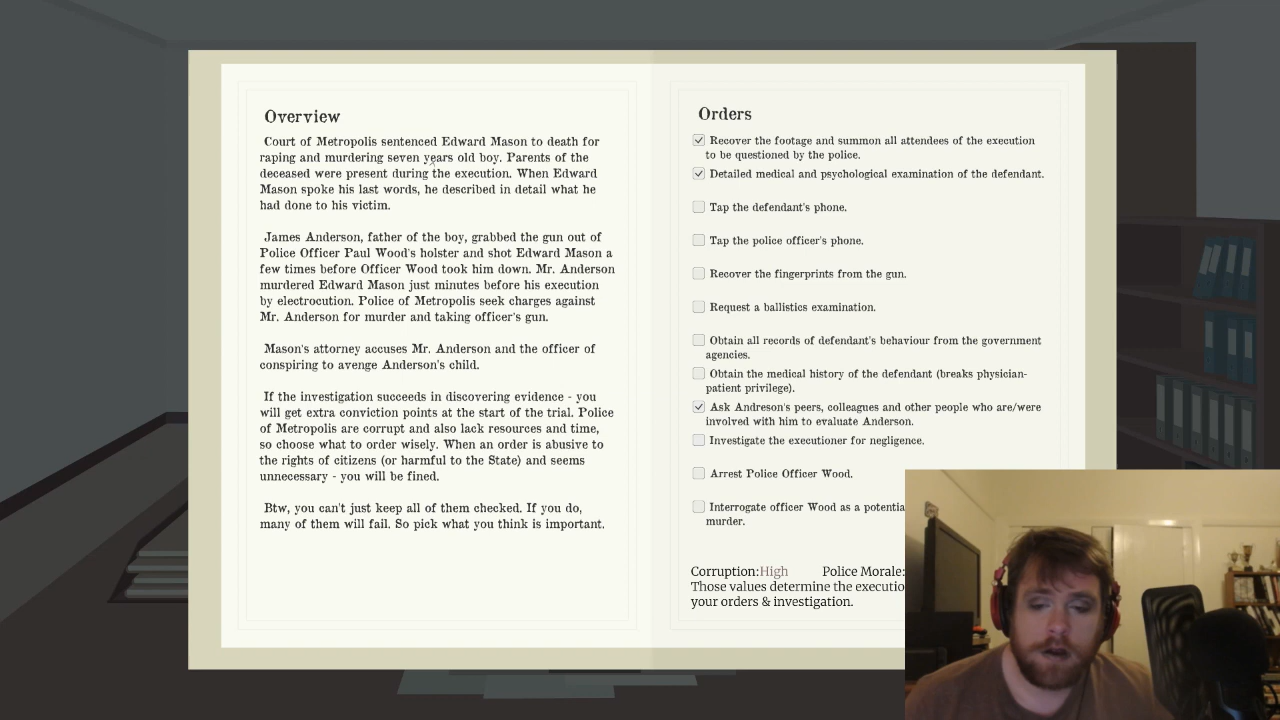 Overview
Court of Metropolis sentenced Edward Mason to death for
raping and murdering seven years old boy. Parents of the
deceased were present during the execution. When Edward
Mason spoke his last words, he described in detail what he
had done to his victim.
James Anderson, father of the boy, grabbed the gun out of
Police Officer Paul Wood's holster and shot Edward Mason a
few times before Officer Wood took him down. Mr. Anderson
murdered Edward Mason just minutes before his execution
by electrocution. Police of Metropolis seek charges against
Mr. Anderson for murder and taking officer's gun.
Mason's attorney accuses Mr. Anderson and the officer of
conspiring to avenge Anderson's child.
If the investigation succeeds in discovering evidence - you
will get extra conviction points at the start of the trial. Police
of Metropolis are corrupt and also lack resources and time,
so choose what to order wisely. When an order is abusive to
the rights of citizens (or harmful to the State) and seems
unnecessary - you will be fined.
Btw, you can't just keep all of them checked. If you do,
many of them will fail. So pick what you think is important.
Orders
Recover the footage and summon all attendees of the execution
to be questioned by the police.
Detailed medical and psychological examination of the defendant.
Tap the defendant's phone.
Tap the police officer's phone.
Recover the fingerprints from the gun.
Request a ballistics examination.
Obtain all records of defendant's behaviour from the government
agencies.
Obtain the medical history of the defendant (breaks physician-
patient privilege).
Ask Andreson's peers, colleagues and other people who are/were
involved with him to evaluate Anderson.
Investigate the executioner for negligence.
Arrest Police Officer Wood.
Interrogate officer Wood as a potentia
murder.
Corruption:High Police Morale:
Those values determine the executio
your orders & investigation.